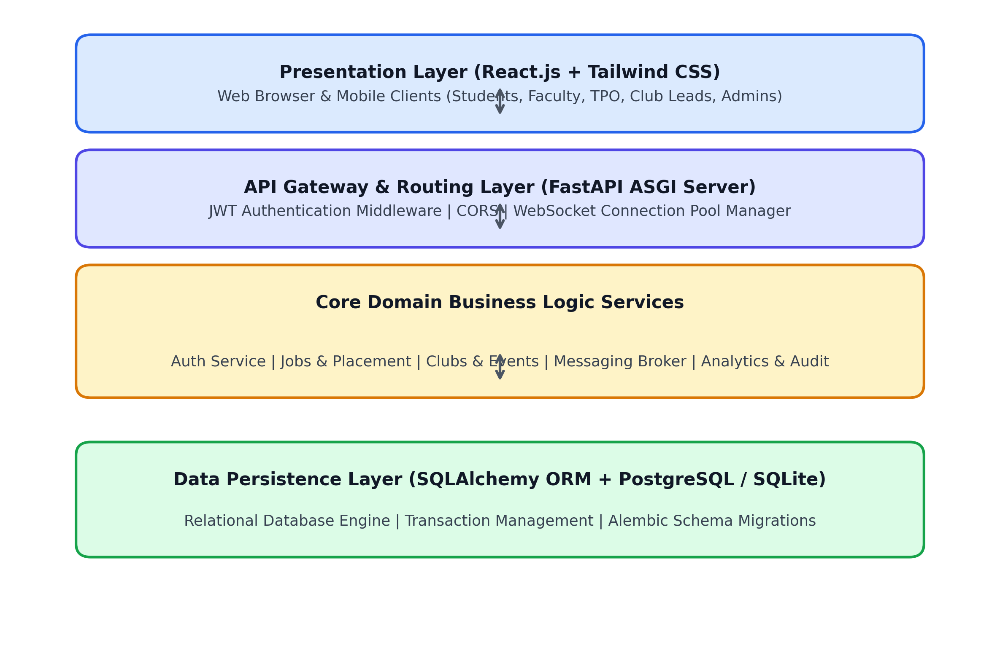 Presentation Layer (React.js + Tailwind CSS)
Web Browser & Mobile Clients (Students, Faculty, TPO, Club Leads, Admins)
API Gateway & Routing Layer (FastAPI ASGI Server)
JWT Authentication Middleware | CORS | WebSocket Connection Pool Manager
Core Domain Business Logic Services
Auth Service | Jobs & Placement | Clubs & Events | Messaging Broker | Analytics & Audit
Data Persistence Layer (SQLAlchemy ORM + PostgreSQL / SQLite)
Relational Database Engine | Transaction Management | Alembic Schema Migrations